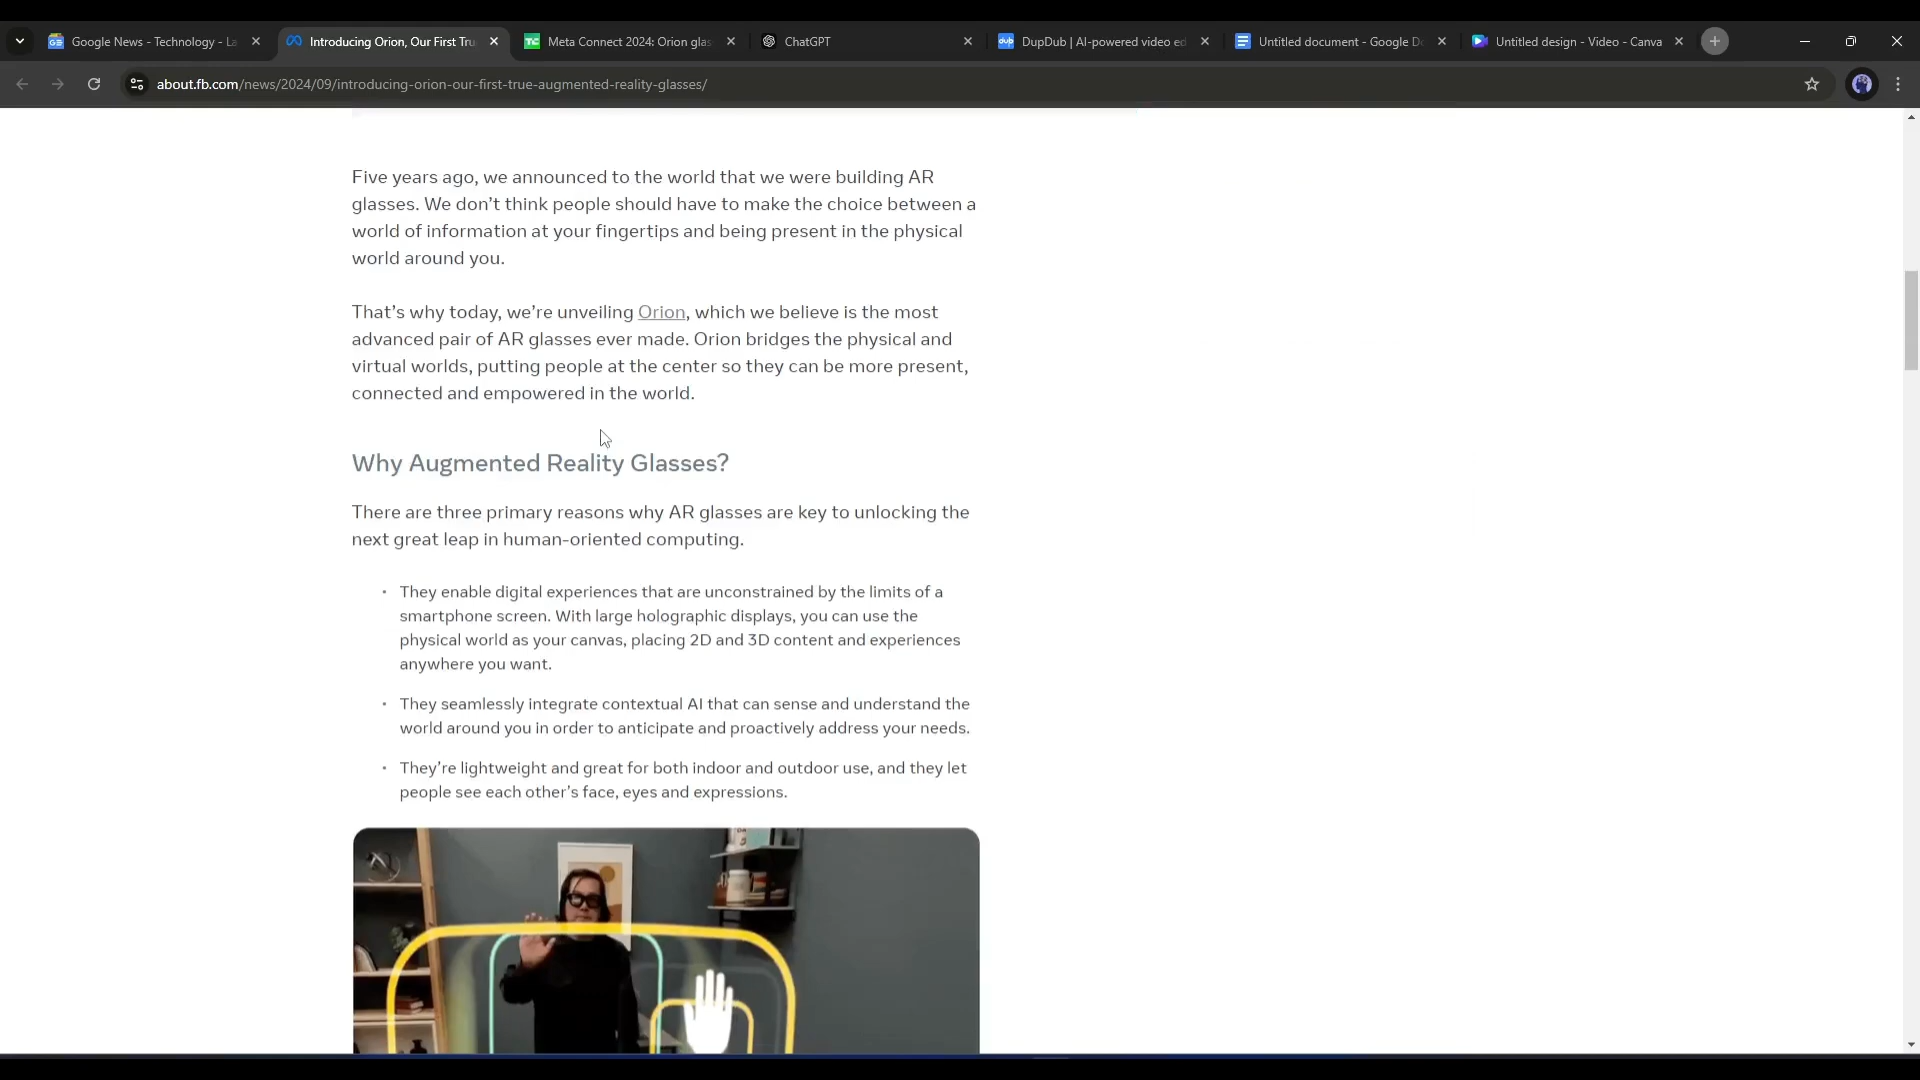 Google News - Technology - La
Introducing Orion, Our First Tru
Meta Connect 2024: Orion glas
ChatGPT
DupDub | AI-powered video ed
Untitled document - Google Do
Untitled design - Video - Canva
about.fb.com/news/2024/09/introducing-orion-our-first-true-augmented-reality-glasses/
Five years ago, we announced to the world that we were building AR
glasses. We don’t think people should have to make the choice between a
world of information at your fingertips and being present in the physical
world around you.
That’s why today, we’re unveiling Orion, which we believe is the most
advanced pair of AR glasses ever made. Orion bridges the physical and
virtual worlds, putting people at the center so they can be more present,
connected and empowered in the world.
Why Augmented Reality Glasses?
There are three primary reasons why AR glasses are key to unlocking the
next great leap in human-oriented computing.
• They enable digital experiences that are unconstrained by the limits of a
smartphone screen. With large holographic displays, you can use the
physical world as your canvas, placing 2D and 3D content and experiences
anywhere you want.
• They seamlessly integrate contextual AI that can sense and understand the
world around you in order to anticipate and proactively address your needs.
• They’re lightweight and great for both indoor and outdoor use, and they let
people see each other’s face, eyes and expressions.